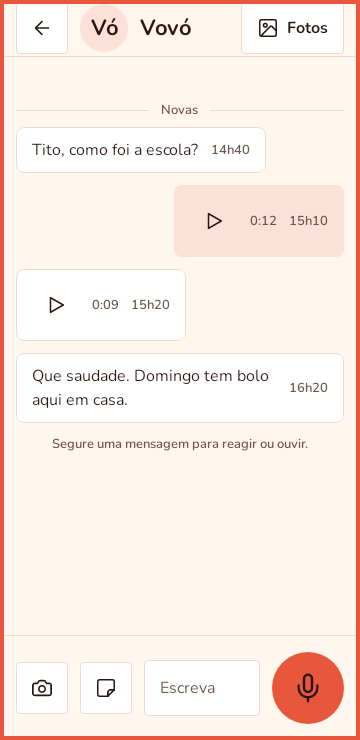 Vó Vovó Fotos
Novas
Tito, como foi a escola? 14h40
0:12 15h10
0:09 15h20
Que saudade. Domingo tem bolo
aqui em casa. 16h20
Segure uma mensagem para reagir ou ouvir.
Escreva